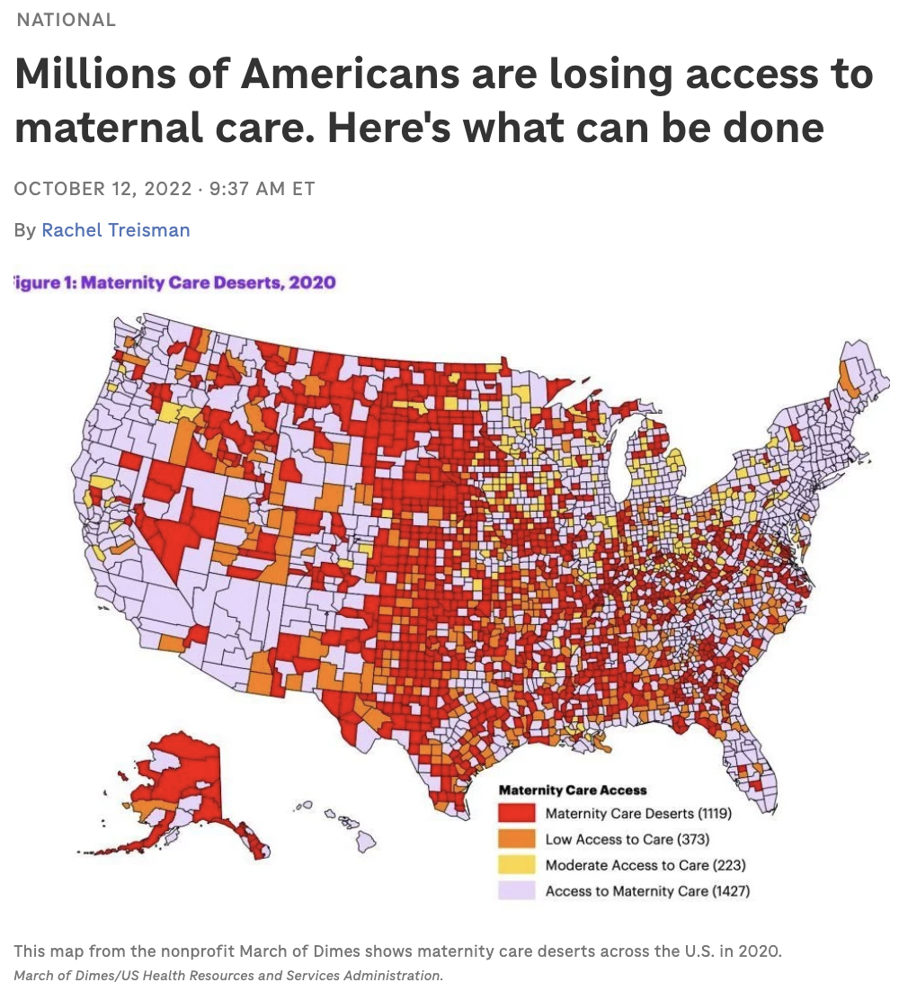 NATIONAL
Millions of Americans are losing access to
maternal care. Here's what can be done
OCTOBER 12, 2022 · 9:37 AM ET
By Rachel Treisman
igure 1: Maternity Care Deserts, 2020
Maternity Care Access
Maternity Care Deserts (1119)
Low Access to Care (373)
Moderate Access to Care (223)
Access to Maternity Care (1427)
This map from the nonprofit March of Dimes shows maternity care deserts across the U.S. in 2020.
March of Dimes/US Health Resources and Services Administration.